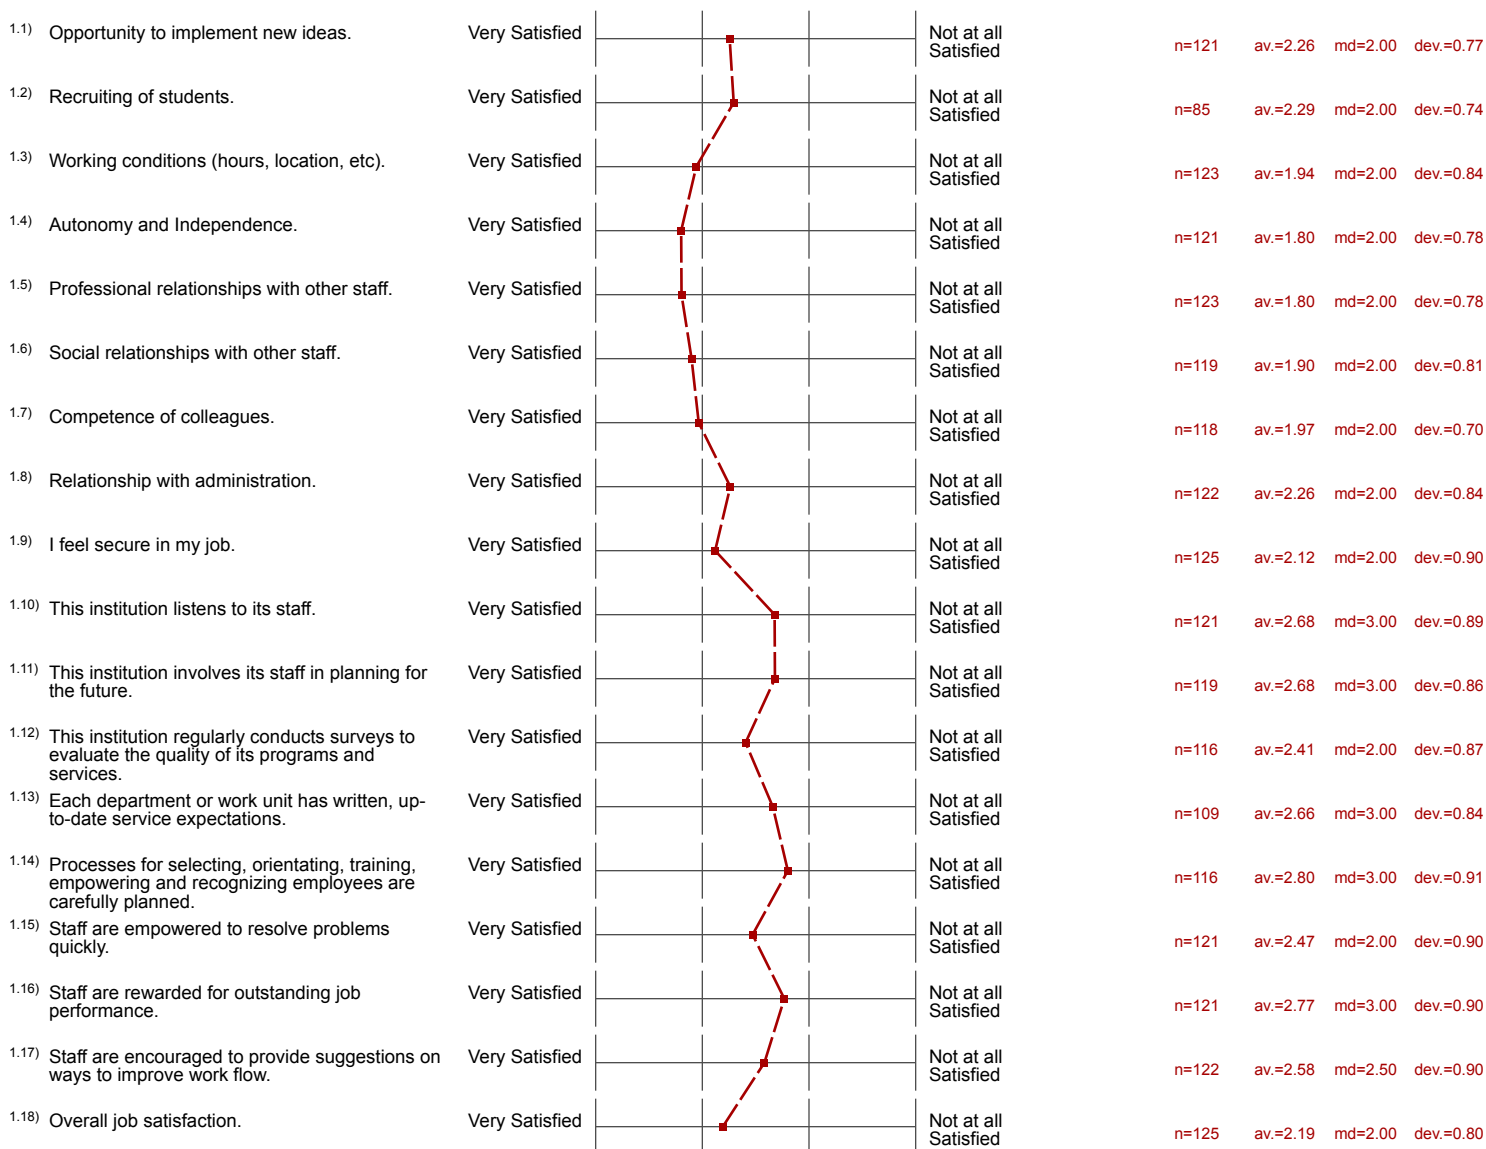 1.1) Opportunity to implement new ideas. Very Satisfied Not at all
Satisfied n=121 av.=2.26 md=2.00 dev.=0.77
1.2) Recruiting of students. Very Satisfied Not at all
Satisfied n=85 av.=2.29 md=2.00 dev.=0.74
1.3) Working conditions (hours, location, etc). Very Satisfied Not at all
Satisfied n=123 av.=1.94 md=2.00 dev.=0.84
1.4) Autonomy and Independence. Very Satisfied Not at all
Satisfied n=121 av.=1.80 md=2.00 dev.=0.78
1.5) Professional relationships with other staff. Very Satisfied Not at all
Satisfied n=123 av.=1.80 md=2.00 dev.=0.78
1.6) Social relationships with other staff. Very Satisfied Not at all
Satisfied n=119 av.=1.90 md=2.00 dev.=0.81
1.7) Competence of colleagues. Very Satisfied Not at all
Satisfied n=118 av.=1.97 md=2.00 dev.=0.70
1.8) Relationship with administration. Very Satisfied Not at all
Satisfied n=122 av.=2.26 md=2.00 dev.=0.84
1.9) I feel secure in my job. Very Satisfied Not at all
Satisfied n=125 av.=2.12 md=2.00 dev.=0.90
1.10) This institution listens to its staff. Very Satisfied Not at all
Satisfied n=121 av.=2.68 md=3.00 dev.=0.89
1.11) This institution involves its staff in planning for Very Satisfied Not at all
the future. Satisfied n=119 av.=2.68 md=3.00 dev.=0.86
1.12) This institution regularly conducts surveys to Very Satisfied Not at all
evaluate the quality of its programs and Satisfied n=116 av.=2.41 md=2.00 dev.=0.87
services.
1.13) Each department or work unit has written, up- Very Satisfied Not at all
to-date service expectations. Satisfied n=109 av.=2.66 md=3.00 dev.=0.84
1.14) Processes for selecting, orientating, training, Very Satisfied Not at all
empowering and recognizing employees are Satisfied n=116 av.=2.80 md=3.00 dev.=0.91
carefully planned.
1.15) Staff are empowered to resolve problems Very Satisfied Not at all
quickly. Satisfied n=121 av.=2.47 md=2.00 dev.=0.90
1.16) Staff are rewarded for outstanding job Very Satisfied Not at all
performance. Satisfied n=121 av.=2.77 md=3.00 dev.=0.90
1.17) Staff are encouraged to provide suggestions on Very Satisfied Not at all
ways to improve work flow. Satisfied n=122 av.=2.58 md=2.50 dev.=0.90
1.18) Overall job satisfaction. Very Satisfied Not at all
Satisfied n=125 av.=2.19 md=2.00 dev.=0.80